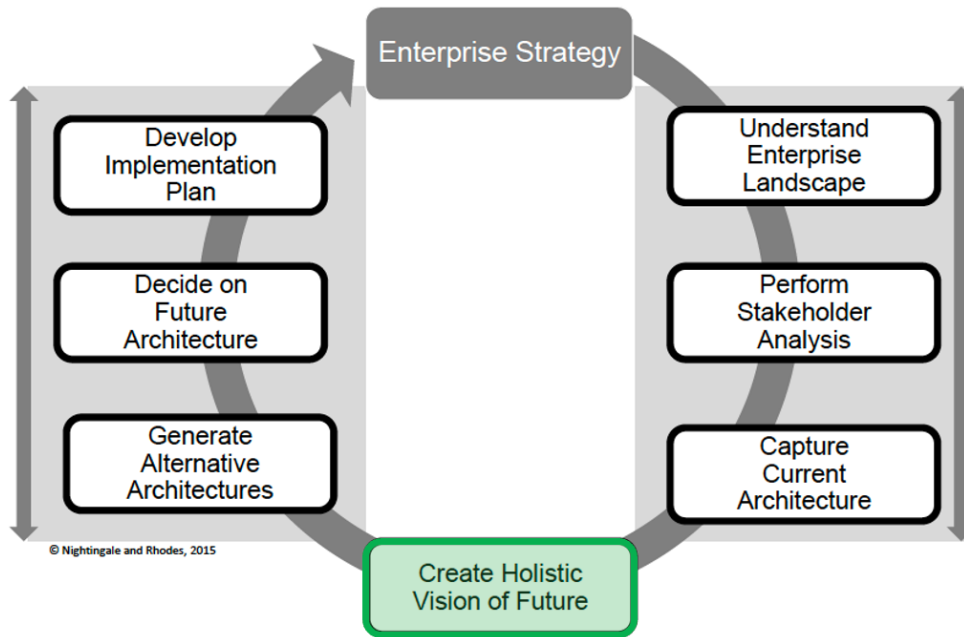 Enterprise Strategy
Understand
Enterprise
Landscape
Perform
Stakeholder
Analysis
Capture
Current
Architecture
Create Holistic
Vision of Future
Generate
Alternative
Architectures
Decide on
Future
Architecture
Develop
Implementation
Plan
© Nightingale and Rhodes, 2015